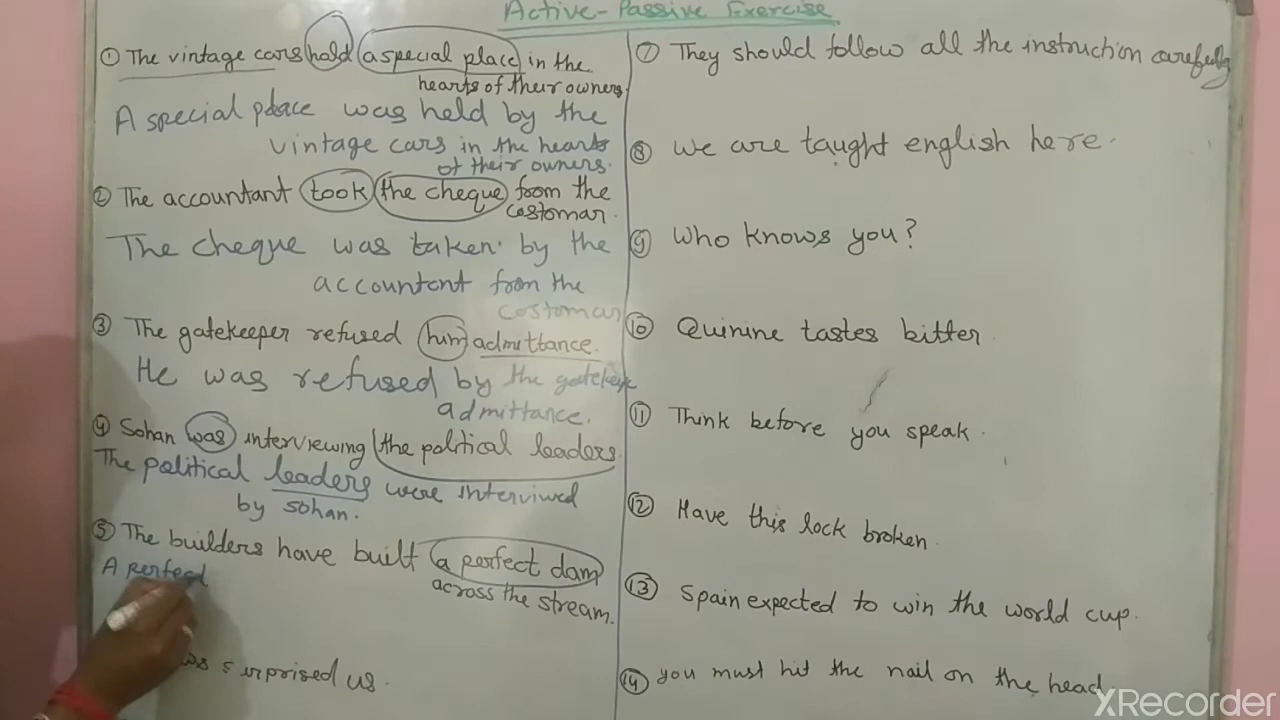 Active-Passive Exercise
① The vintage cars hold a special place in the
hearts of their owners.
A special place was held by the
vintage cars in the hearts
of their owners.
② The accountant took the cheque from the
costomar.
The cheque was taken by the
accountant from the
costomar
③ The gatekeeper refused him admittance.
He was refused by the
admittance.
④ Sohan was interviewing the political leaders.
The political leaders were interviwed
by sohan.
⑤ The builders have built a perfect dam
across the stream.
A perfect
surprised us.
⑦ They should follow all the instruction carefully
⑧ We are taught english here.
⑨ Who knows you?
⑩ Quinine tastes bitter.
⑪ Think before you speak.
⑫ Have this lock broken.
⑬ Spain expected to win the world cup.
⑭ you must hit the nail on the head.
XRecorder